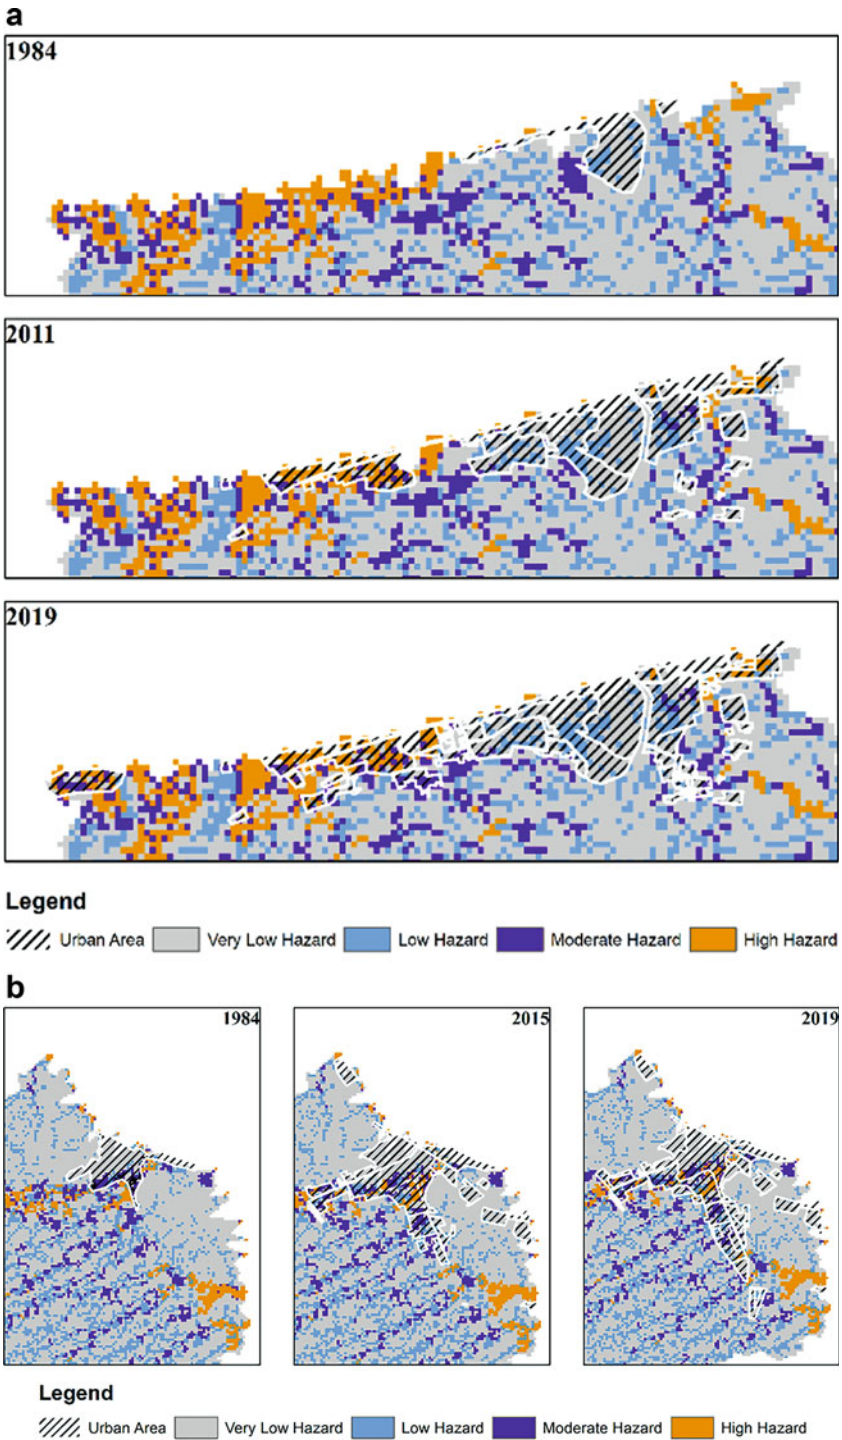 a
1984
2011
2019
Legend
Urban Area Very Low Hazard Low Hazard Moderate Hazard High Hazard
b
1984 2015 2019
Legend
Urban Area Very Low Hazard Low Hazard Moderate Hazard High Hazard